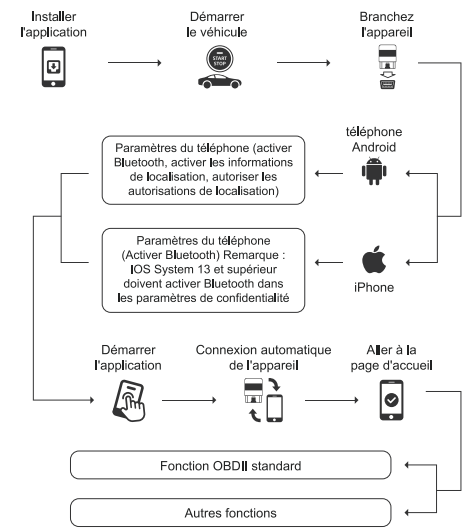 Installer
l'application
Démarrer
le véhicule
Branchez
l'appareil
START
STOP
téléphone
Android
Paramètres du téléphone (activer
Bluetooth, activer les informations
de localisation, autoriser les
autorisations de localisation)
Paramètres du téléphone
(Activer Bluetooth) Remarque :
IOS System 13 et supérieur
doivent activer Bluetooth dans
les paramètres de confidentialité
iPhone
Démarrer
l'application
Connexion automatique
de l'appareil
Aller à la
page d'accueil
Fonction OBDII standard
Autres fonctions